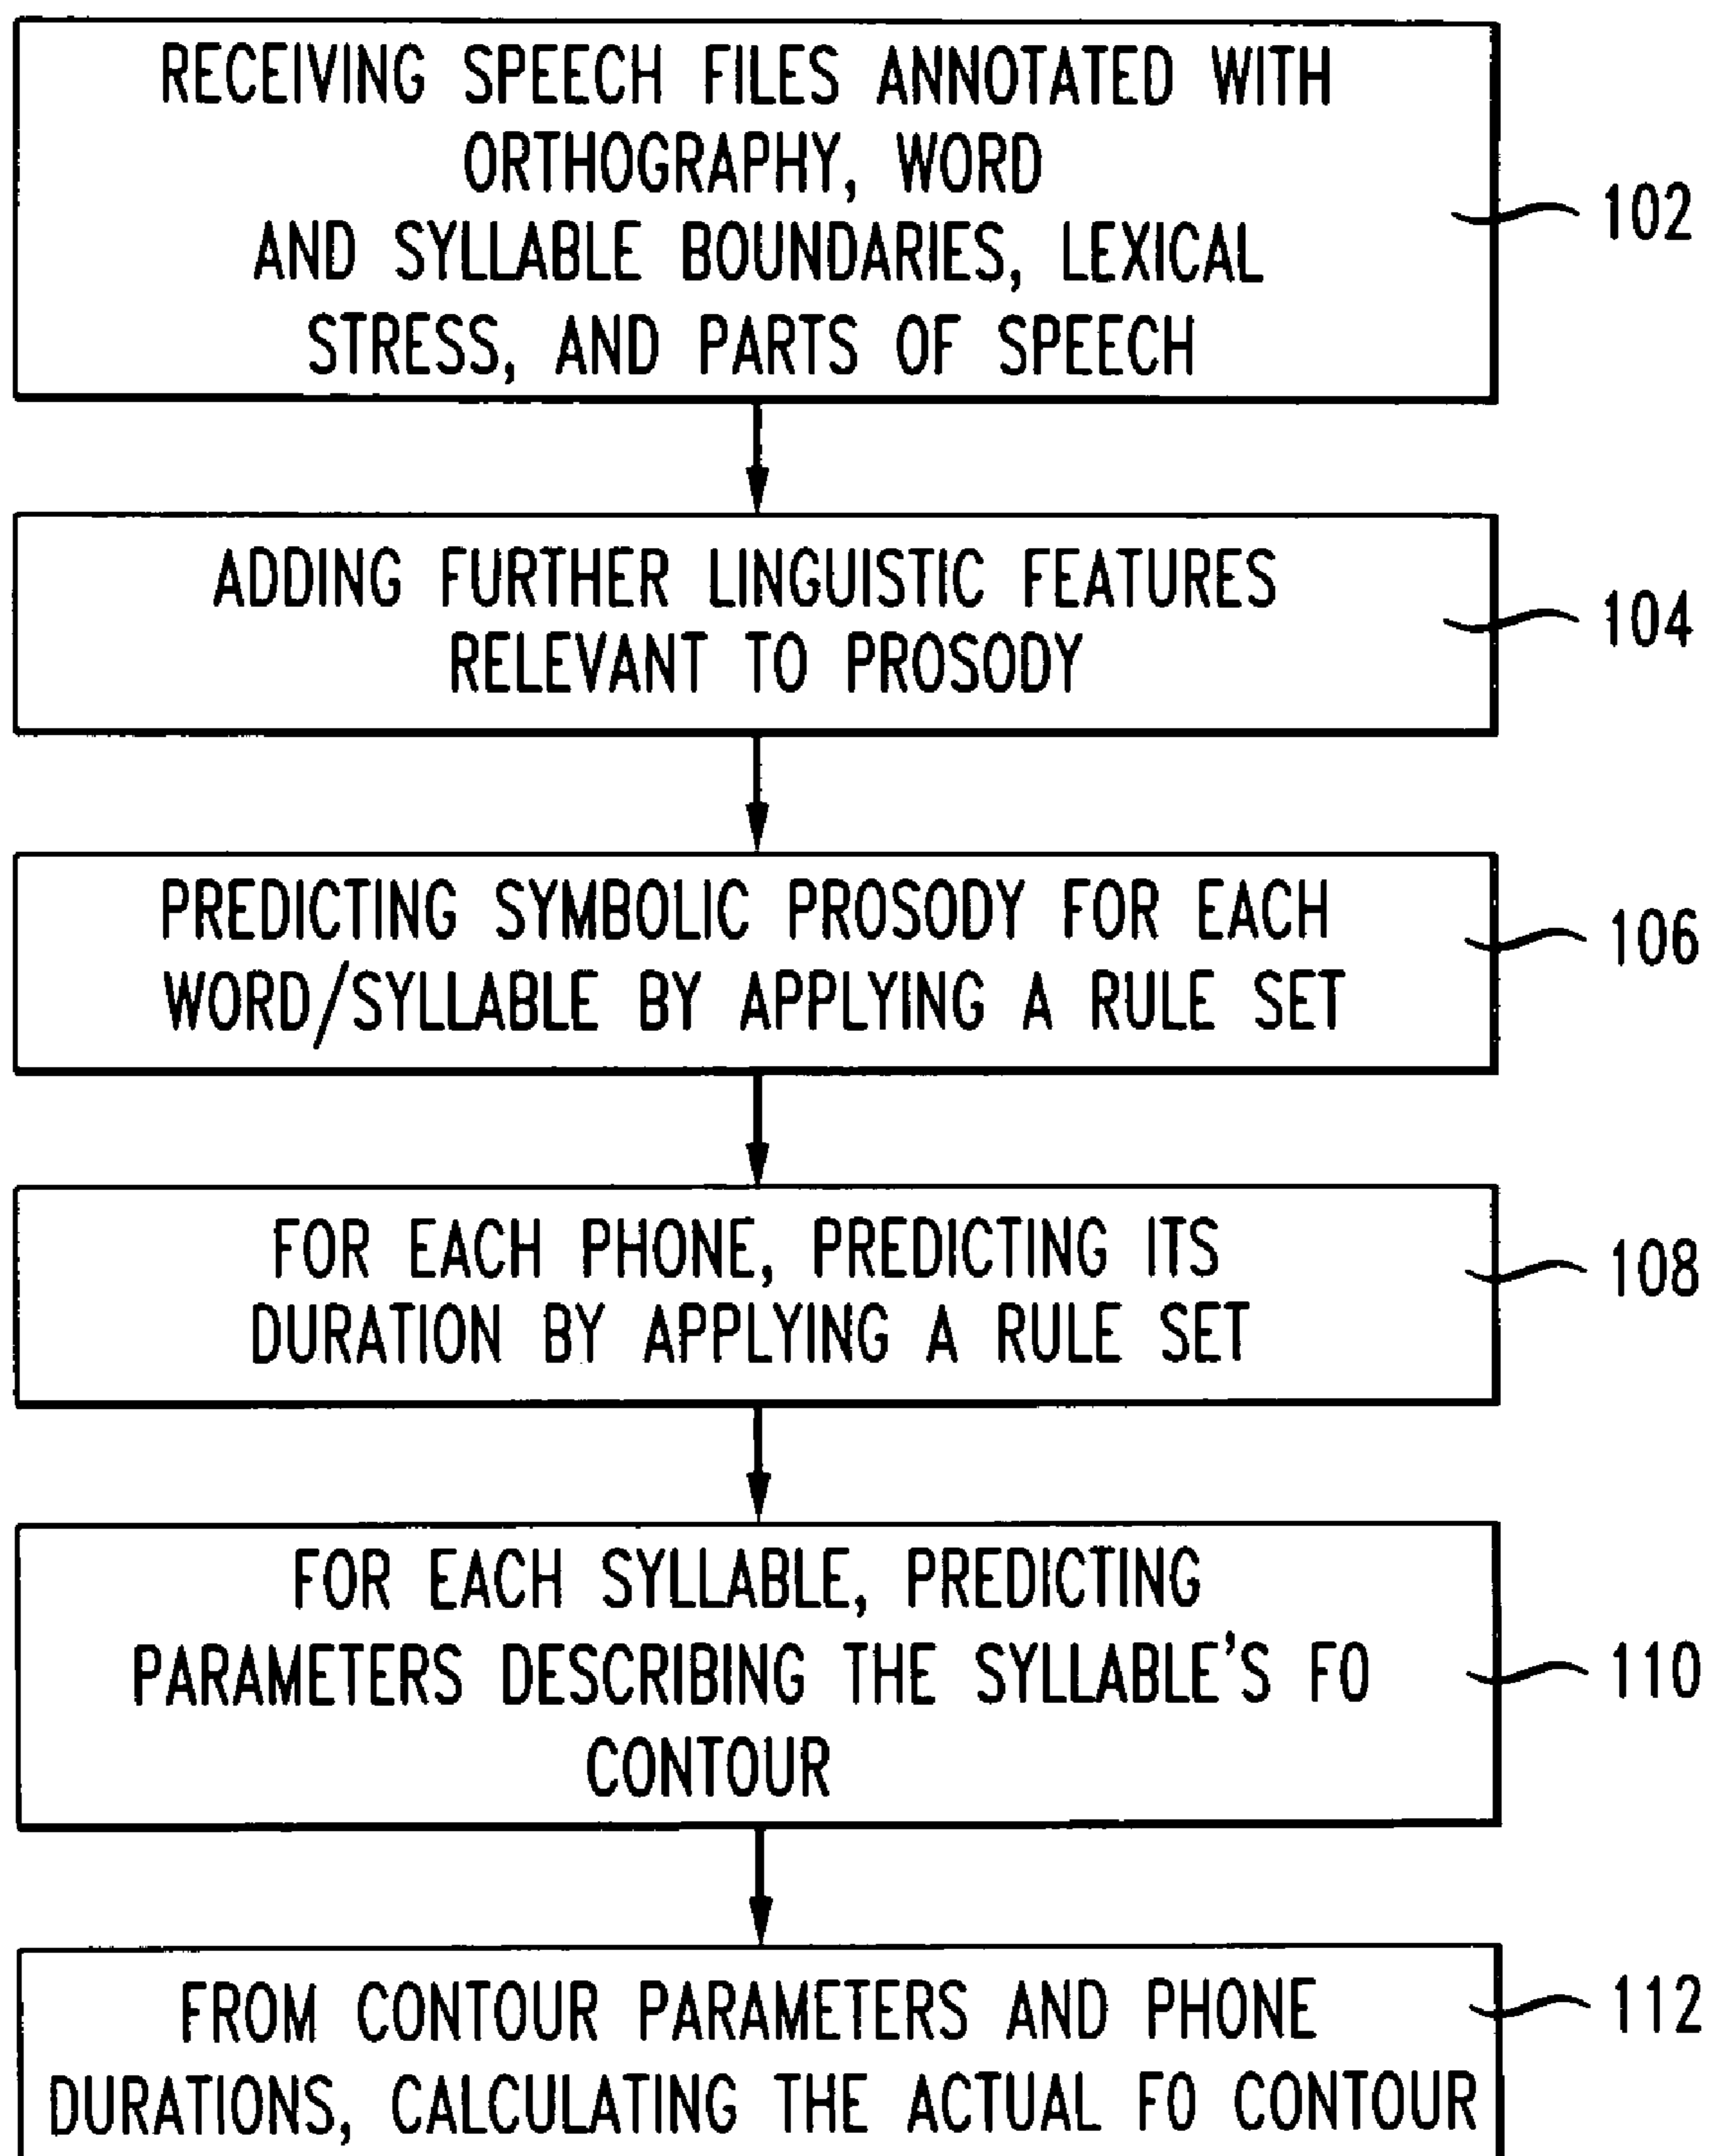 RECEIVING SPEECH FILES ANNOTATED WITH
ORTHOGRAPHY, WORD
AND SYLLABLE BOUNDARIES, LEXICAL
STRESS, AND PARTS OF SPEECH
102
ADDING FURTHER LINGUISTIC FEATURES
RELEVANT TO PROSODY
104
PREDICTING SYMBOLIC PROSODY FOR EACH
WORD/SYLLABLE BY APPLYING A RULE SET
106
FOR EACH PHONE, PREDICTING ITS
DURATION BY APPLYING A RULE SET
108
FOR EACH SYLLABLE, PREDICTING
PARAMETERS DESCRIBING THE SYLLABLE'S F0
CONTOUR
110
FROM CONTOUR PARAMETERS AND PHONE
DURATIONS, CALCULATING THE ACTUAL F0 CONTOUR
112